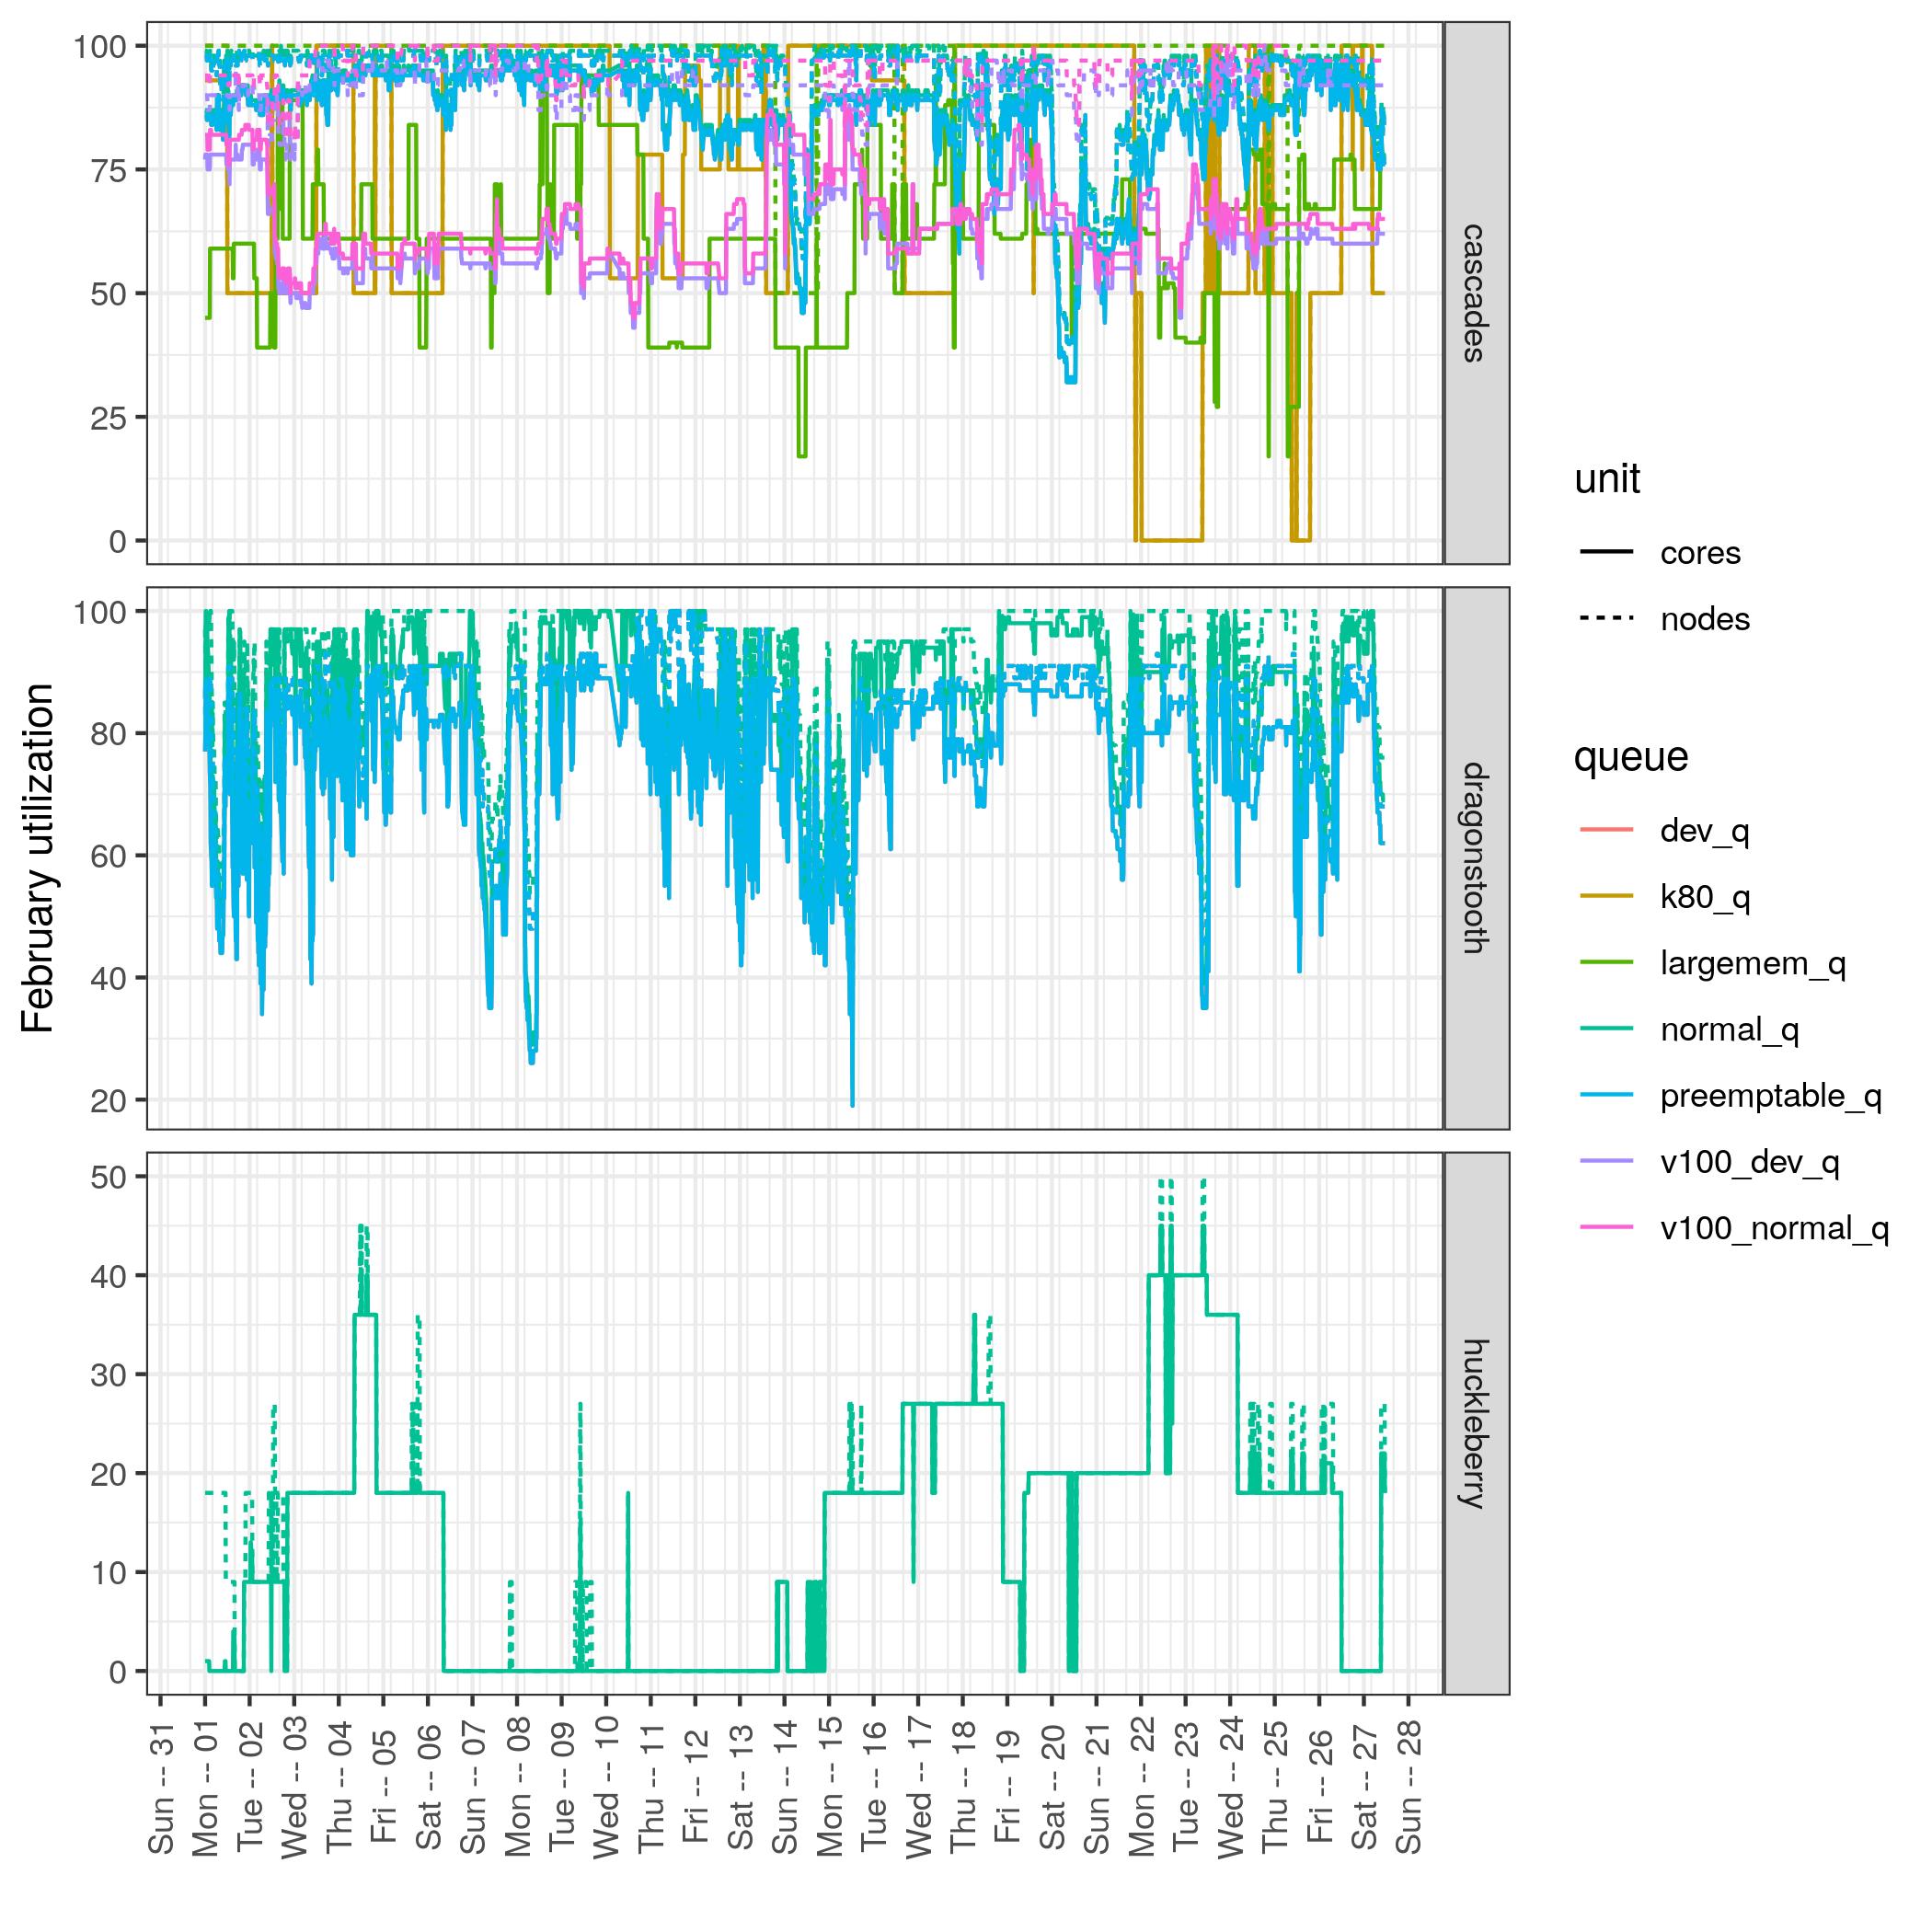 February utilization
100
75
50
25
0
cascades
100
80
60
40
20
dragonstooth
50
40
30
20
10
0
huckleberry
Sun -- 31
Mon -- 01
Tue -- 02
Wed -- 03
Thu -- 04
Fri -- 05
Sat -- 06
Sun -- 07
Mon -- 08
Tue -- 09
Wed -- 10
Thu -- 11
Fri -- 12
Sat -- 13
Sun -- 14
Mon -- 15
Tue -- 16
Wed -- 17
Thu -- 18
Fri -- 19
Sat -- 20
Sun -- 21
Mon -- 22
Tue -- 23
Wed -- 24
Thu -- 25
Fri -- 26
Sat -- 27
Sun -- 28
unit
cores
nodes
queue
dev_q
k80_q
largemem_q
normal_q
preemptable_q
v100_dev_q
v100_normal_q